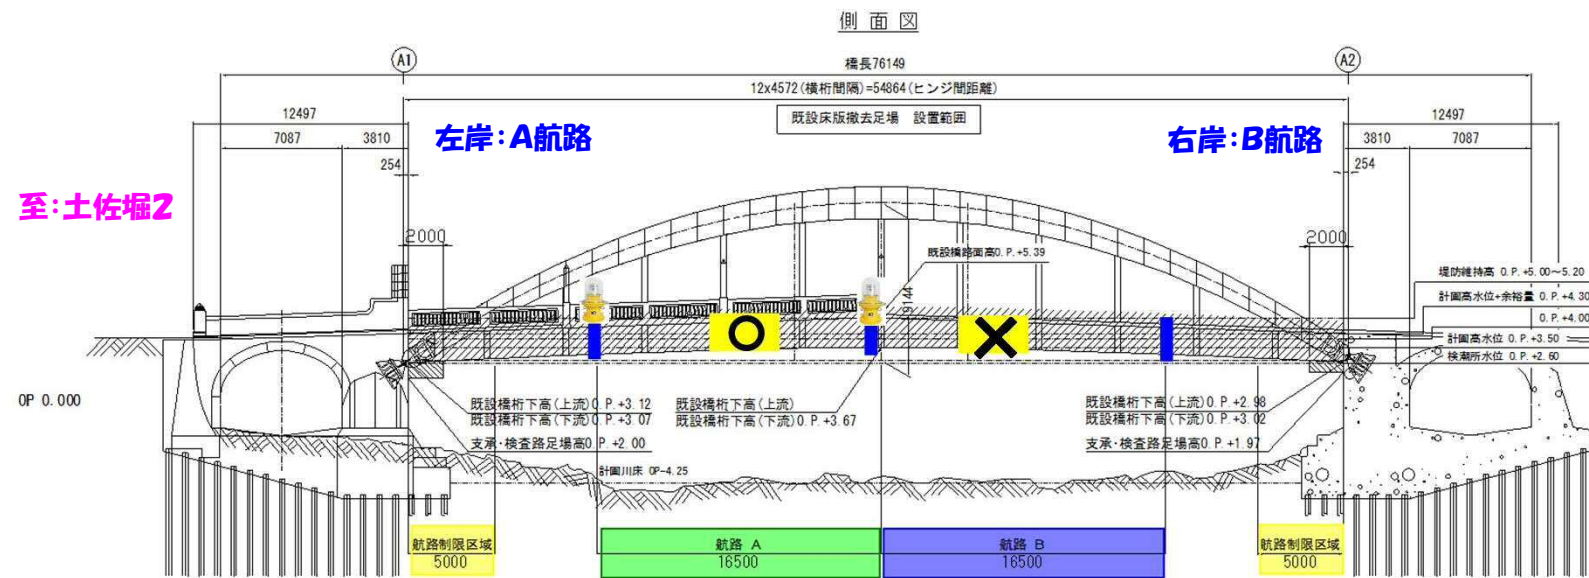 側面図
A1
A2
橋長76149
12x4572(横桁間隔)=54864(ヒンジ間距離)
既設床版撤去足場 設置範囲
12497
7087
3810
254
12497
3810
7087
254
左岸:A航路
右岸:B航路
至:土佐堀2
2000
2000
既設橋路面高O.P.+5.39
9144
堤防維持高 O.P.+5.00~5.20
計画高水位+余裕量 O.P.+4.30
O.P.+4.00
計画高水位 O.P.+3.50
検潮所水位 O.P.+2.60
OP 0.000
既設橋桁下高(上流)O.P.+3.12
既設橋桁下高(下流)O.P.+3.07
支承・検査路足場高O.P.+2.00
既設橋桁下高(上流)
既設橋桁下高(下流)O.P.+3.67
既設橋桁下高(上流)O.P.+2.98
既設橋桁下高(下流)O.P.+3.02
支承・検査路足場高O.P.+1.97
計画川床 OP-4.25
航路制限区域
5000
航路 A
16500
航路 B
16500
航路制限区域
5000